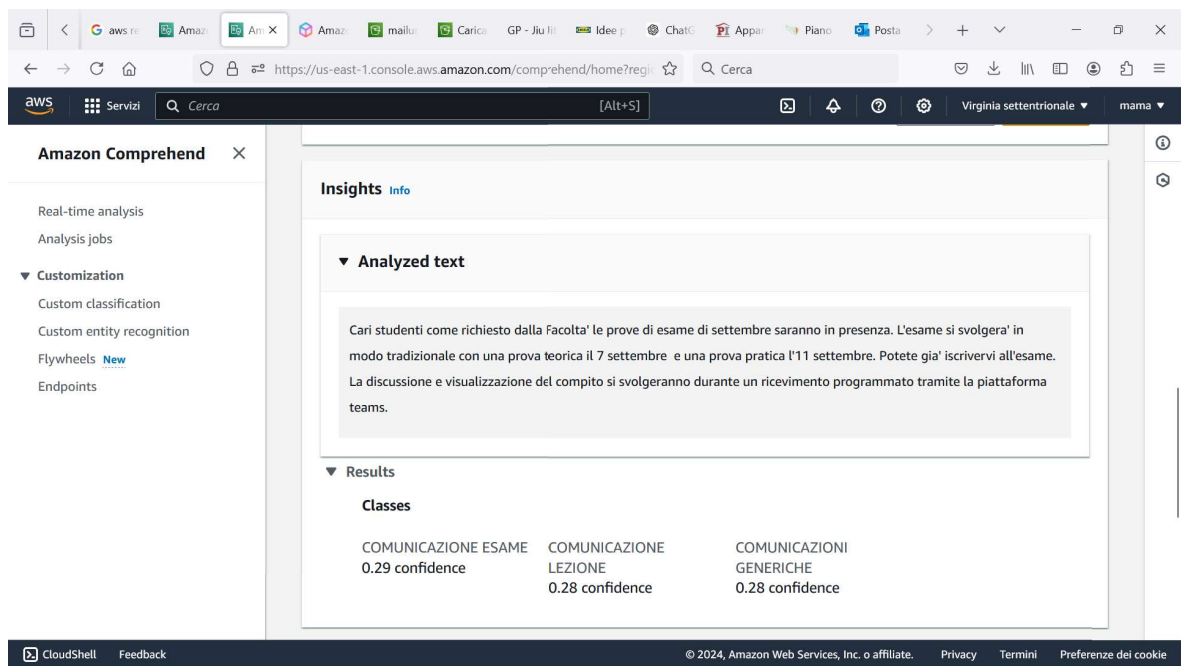 aws re
Amaz
Am
Amaz
mailu
Carica
GP - Jiu
Idee p
ChatG
Appa
Piano
Posta
https://us-east-1.console.aws.amazon.com/comprehend/home?regi
Cerca
aws
Servizi
Cerca
[Alt+S]
Virginia settentrionale
mama
Amazon Comprehend
Real-time analysis
Analysis jobs
Customization
Custom classification
Custom entity recognition
Flywheels New
Endpoints
Insights Info
Analyzed text
Cari studenti come richiesto dalla Facolta' le prove di esame di settembre saranno in presenza. L'esame si svolgera' in
modo tradizionale con una prova teorica il 7 settembre e una prova pratica l'11 settembre. Potete gia' iscrivervi all'esame.
La discussione e visualizzazione del compito si svolgeranno durante un ricevimento programmato tramite la piattaforma
teams.
Results
Classes
COMUNICAZIONE ESAME
0.29 confidence
COMUNICAZIONE
LEZIONE
0.28 confidence
COMUNICAZIONI
GENERICHE
0.28 confidence
CloudShell
Feedback
© 2024, Amazon Web Services, Inc. o affiliate.
Privacy
Termini
Preferenze dei cookie